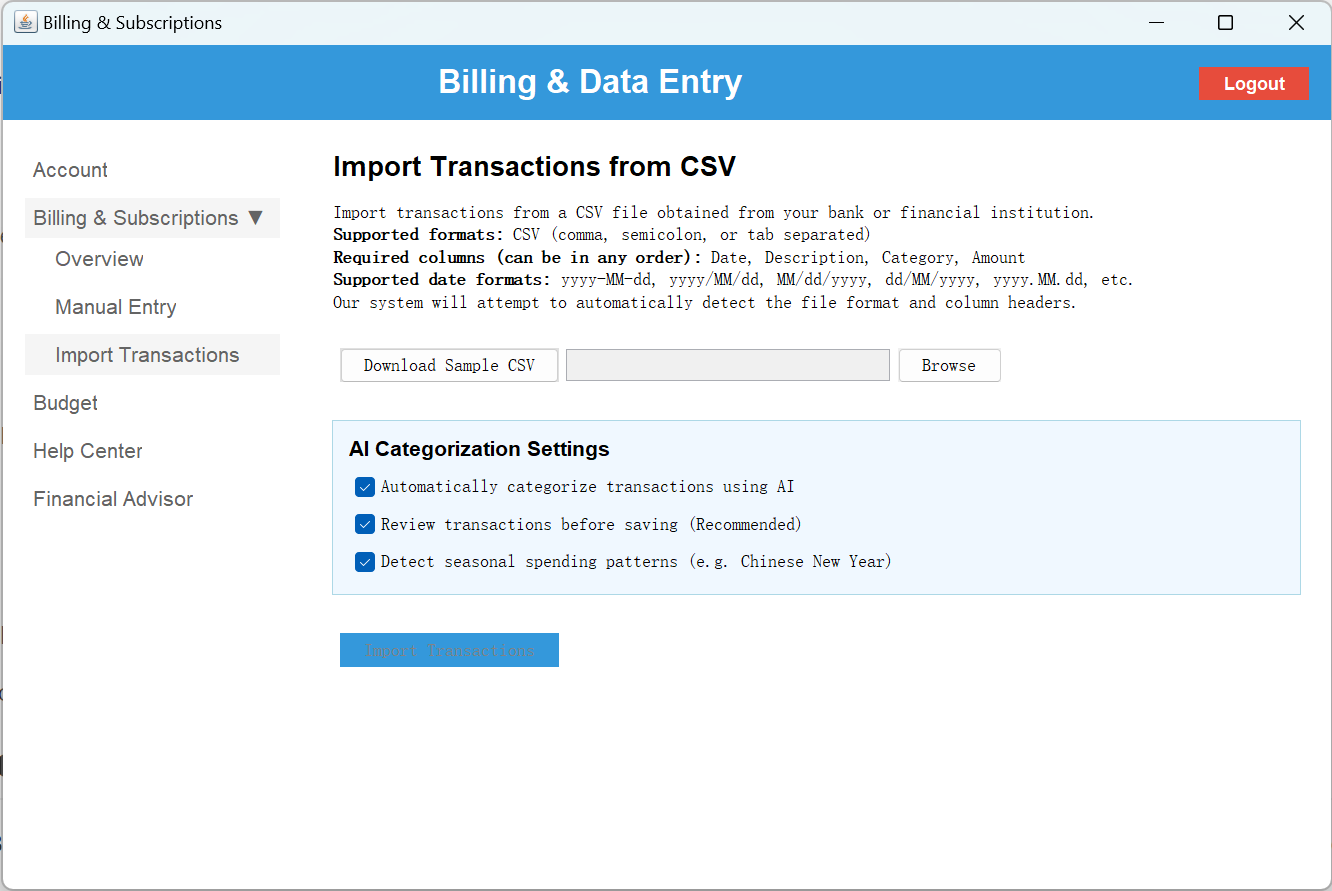 Billing & Subscriptions
Billing & Data Entry
Logout
Account
Billing & Subscriptions ▼
Overview
Manual Entry
Import Transactions
Budget
Help Center
Financial Advisor
Import Transactions from CSV
Import transactions from a CSV file obtained from your bank or financial institution.
Supported formats: CSV (comma, semicolon, or tab separated)
Required columns (can be in any order): Date, Description, Category, Amount
Supported date formats: yyyy-MM-dd, yyyy/MM/dd, MM/dd/yyyy, dd/MM/yyyy, yyyy.MM.dd, etc.
Our system will attempt to automatically detect the file format and column headers.
Download Sample CSV
Browse
AI Categorization Settings
Automatically categorize transactions using AI
Review transactions before saving (Recommended)
Detect seasonal spending patterns (e.g. Chinese New Year)
Import Transactions